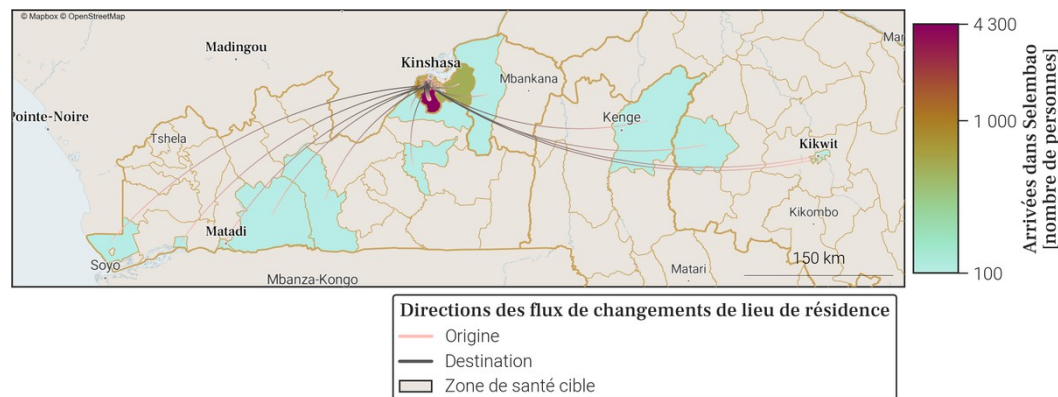 © Mapbox © OpenStreetMap
Madingou
Kinshasa
Mbankana
Pointe-Noire
Tshela
Kenge
Kikwit
Kikombo
Matadi
Soyo
Mbanza-Kongo
Matari
150 km
4 300
1 000
100
Arrivées dans Selembao
[nombre de personnes]
Directions des flux de changements de lieu de résidence
Origine
Destination
Zone de santé cible